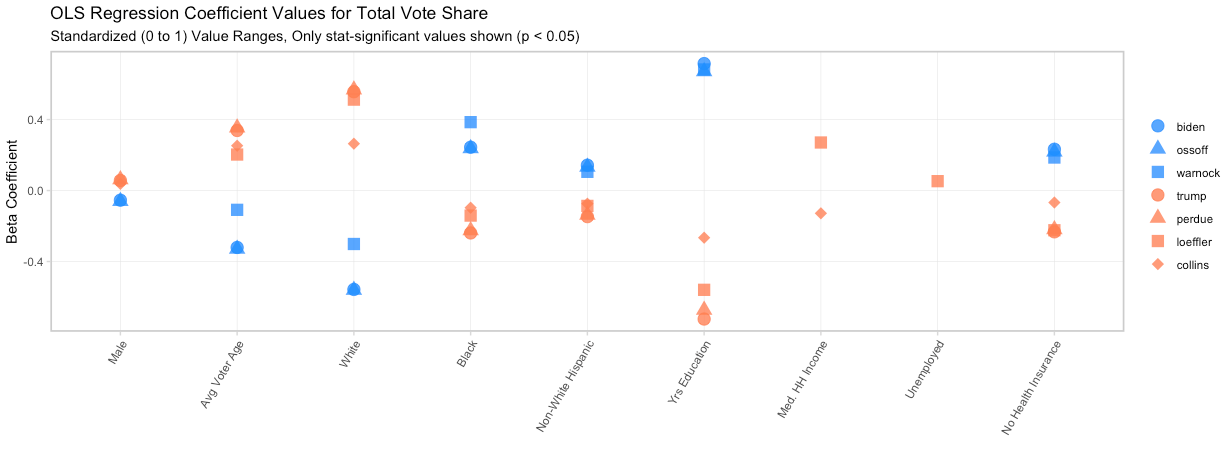 OLS Regression Coefficient Values for Total Vote Share
Standardized (0 to 1) Value Ranges, Only stat-significant values shown (p < 0.05)
Beta Coefficient
0.4
0.0
-0.4
Male
Avg Voter Age
White
Black
Non-White Hispanic
Yrs Education
Med. HH Income
Unemployed
No Health Insurance
biden
ossoff
warnock
trump
perdue
loeffler
collins